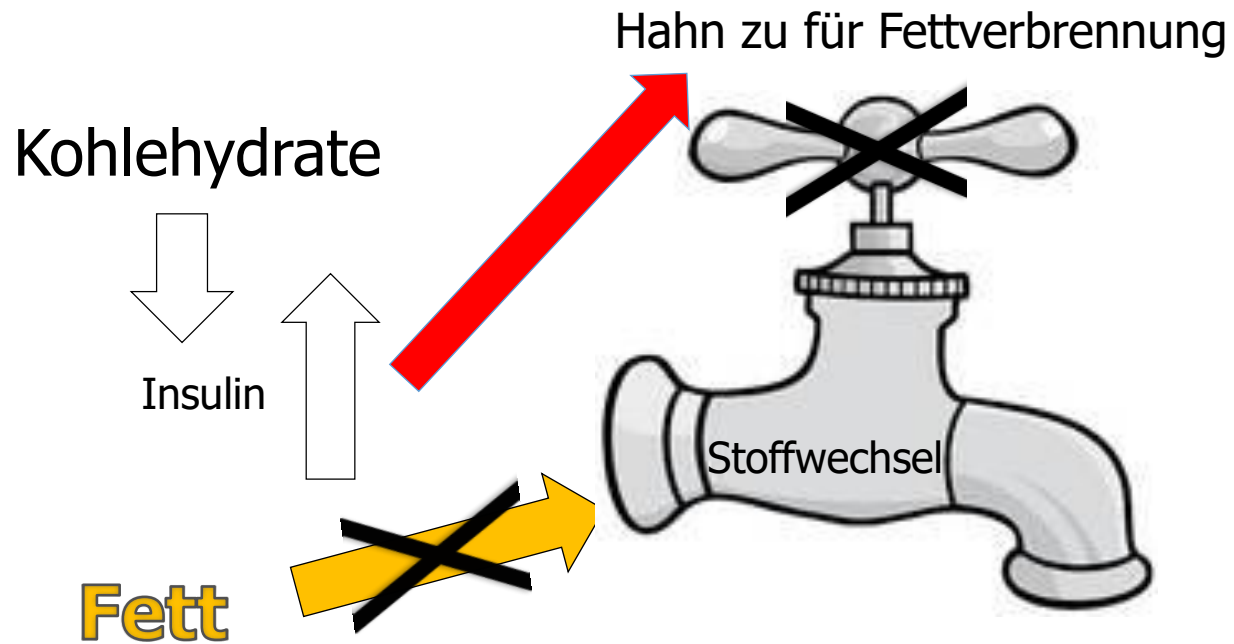 Hahn zu für Fettverbrennung
Kohlehydrate
Insulin
Stoffwechsel
Fett